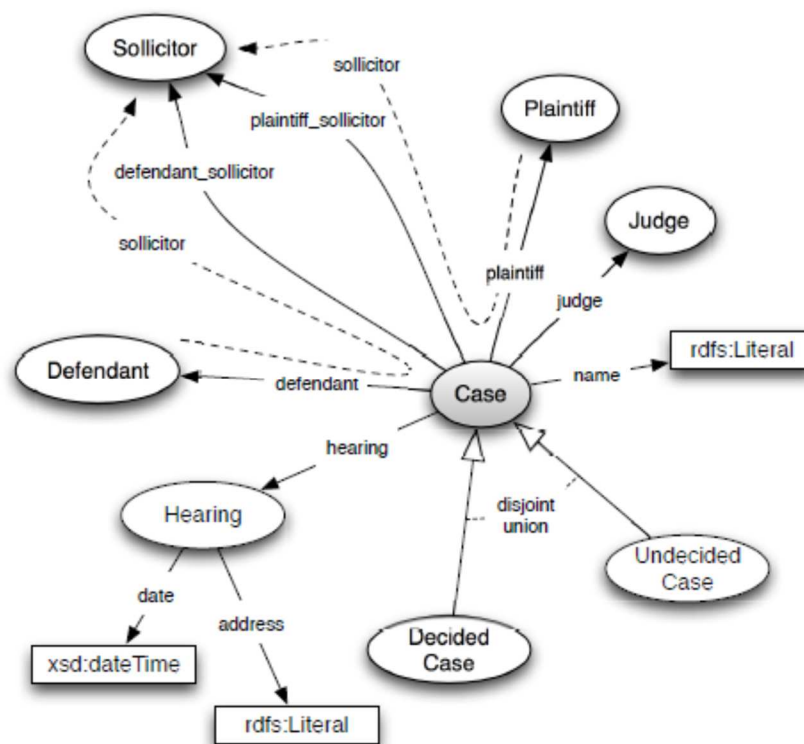 Sollicitor
sollicitor
Plaintiff
plaintiff_sollicitor
defendant_sollicitor
Judge
sollicitor
plaintiff
judge
rdfs:Literal
Defendant
defendant
Case
name
hearing
Hearing
disjoint
union
Undecided
Case
date
address
Decided
Case
xsd:dateTime
rdfs:Literal